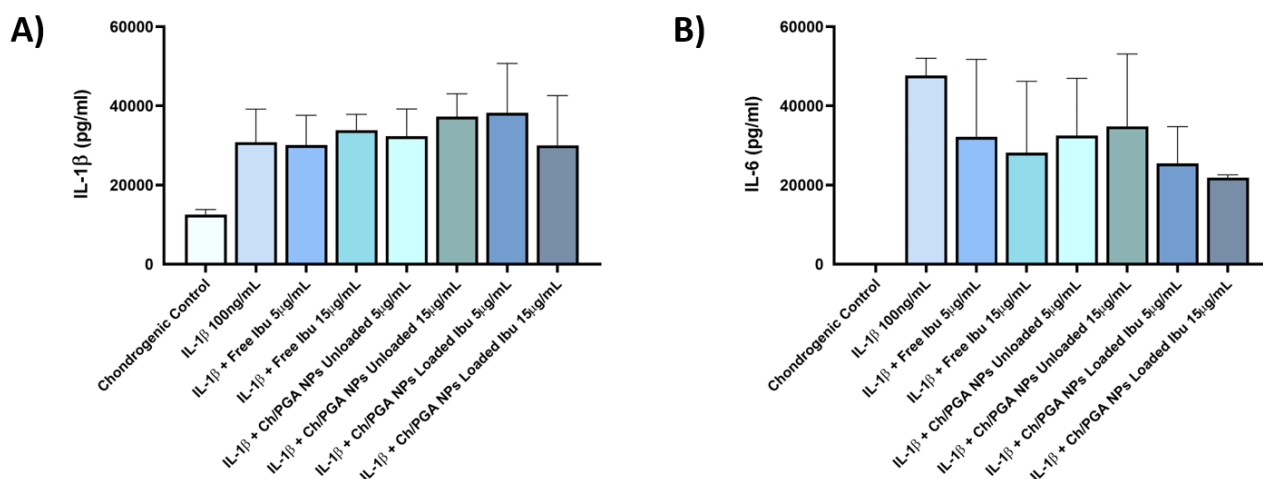 A)
IL-1β (pg/ml)
60000
40000
20000
0
Chondrogenic Control
IL-1β 100ng/mL
IL-1β + Free Ibu 5μg/mL
IL-1β + Free Ibu 15μg/mL
IL-1β + Ch/PGA NPs Unloaded 5μg/mL
IL-1β + Ch/PGA NPs Unloaded 15μg/mL
IL-1β + Ch/PGA NPs Loaded Ibu 5μg/mL
IL-1β + Ch/PGA NPs Loaded Ibu 15μg/mL
B)
IL-6 (pg/ml)
60000
40000
20000
0
Chondrogenic Control
IL-1β 100ng/mL
IL-1β + Free Ibu 5μg/mL
IL-1β + Free Ibu 15μg/mL
IL-1β + Ch/PGA NPs Unloaded 5μg/mL
IL-1β + Ch/PGA NPs Unloaded 15μg/mL
IL-1β + Ch/PGA NPs Loaded Ibu 5μg/mL
IL-1β + Ch/PGA NPs Loaded Ibu 15μg/mL